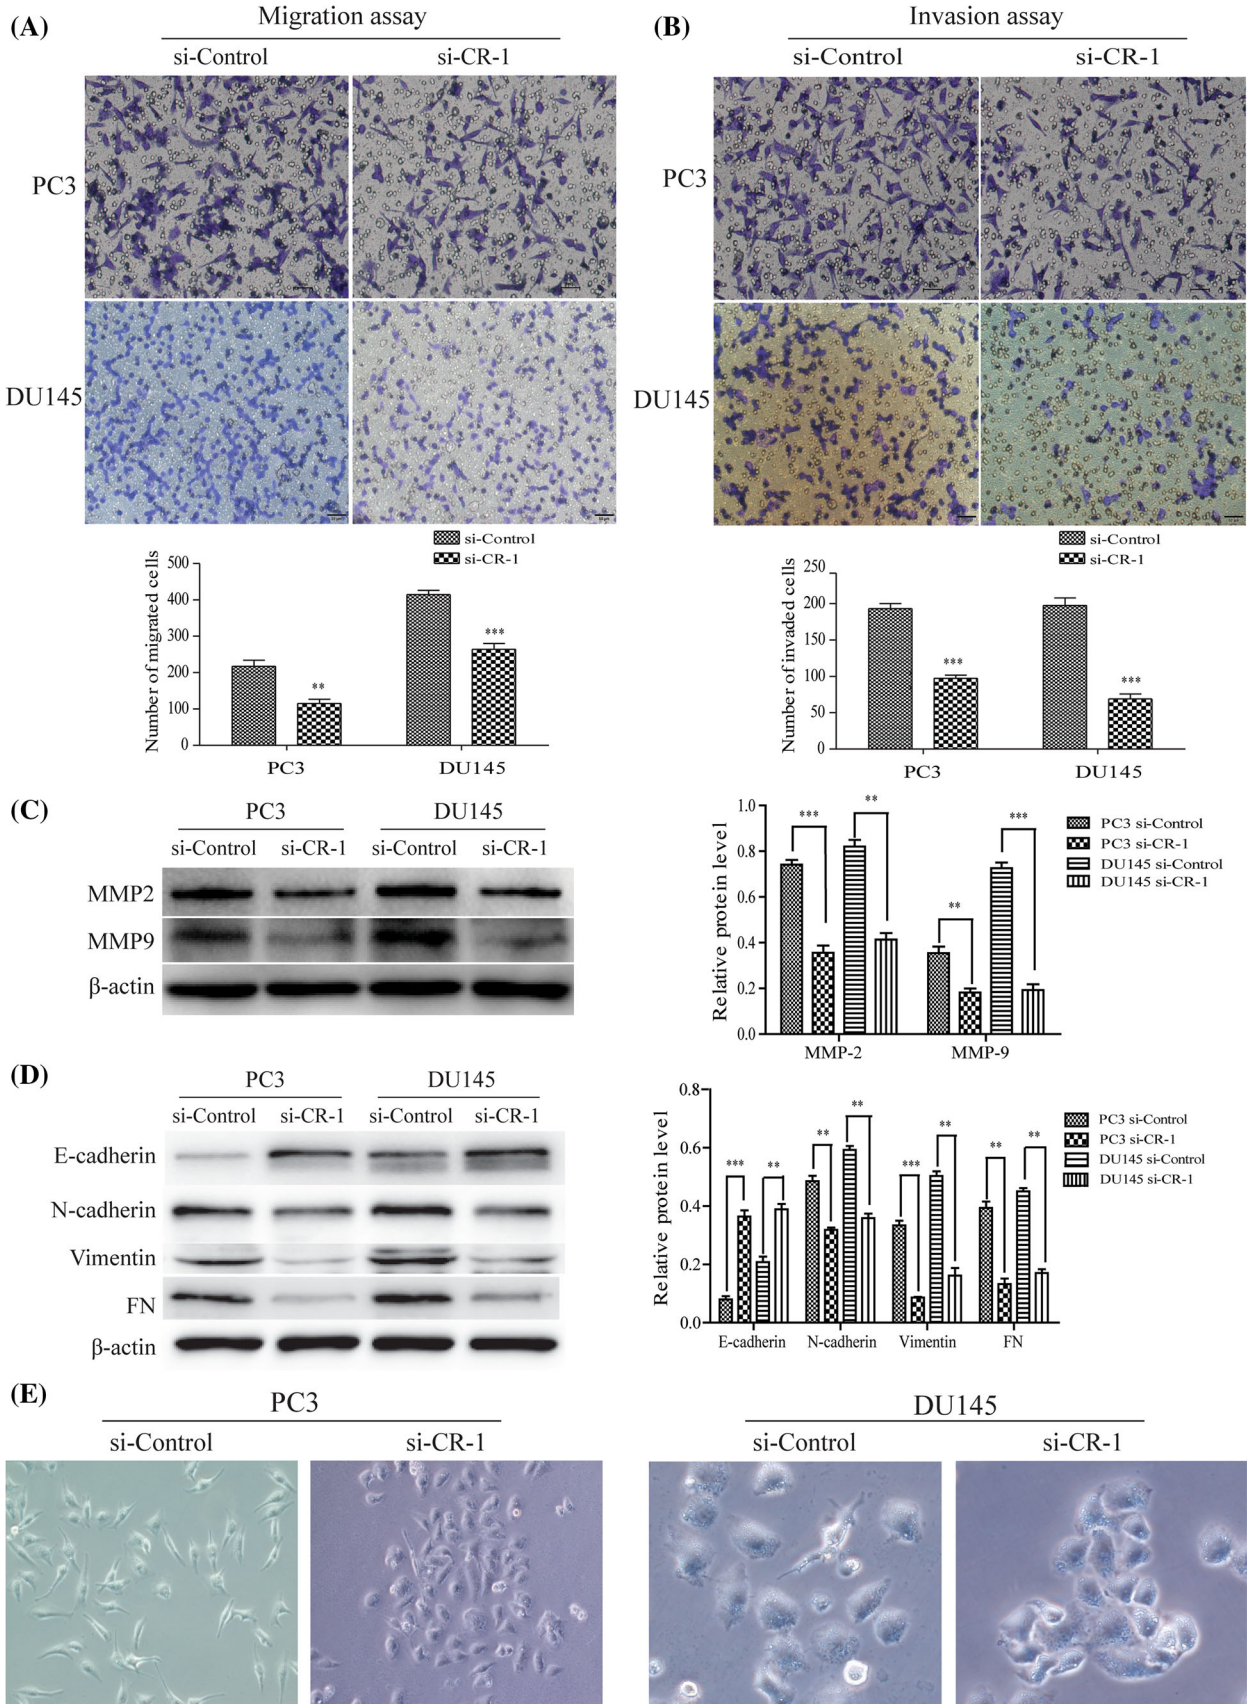 (A)
Migration assay
si-Control si-CR-1
PC3
DU145
si-Control
si-CR-1
Number of migrated cells
500
400
300
200
100
0
**
***
PC3 DU145
(B)
Invasion assay
si-Control si-CR-1
PC3
DU145
si-Control
si-CR-1
Number of invaded cells
250
200
150
100
50
0
***
***
PC3 DU145
(C)
PC3 DU145
si-Control si-CR-1 si-Control si-CR-1
MMP2
MMP9
β-actin
Relative protein level
1.0
0.8
0.6
0.4
0.2
0.0
*** ** ** ***
MMP-2 MMP-9
PC3 si-Control
PC3 si-CR-1
DU145 si-Control
DU145 si-CR-1
(D)
PC3 DU145
si-Control si-CR-1 si-Control si-CR-1
E-cadherin
N-cadherin
Vimentin
FN
β-actin
Relative protein level
0.8
0.6
0.4
0.2
0.0
*** ** ** ** *** ** ** **
E-cadherin N-cadherin Vimentin FN
PC3 si-Control
PC3 si-CR-1
DU145 si-Control
DU145 si-CR-1
(E)
PC3
si-Control si-CR-1
DU145
si-Control si-CR-1